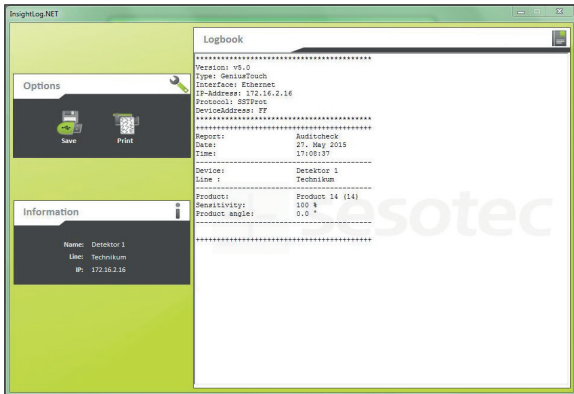 InsightLog.NET
Options
Save
Print
Information
Name: Detektor 1
Line: Technikum
IP: 172.16.2.16
Logbook
******************************************
Version: v5.0
Type: GeniusTouch
Interface: Ethernet
IP-Address: 172.16.2.16
Protocol: SSTProt
DeviceAddress: FF
******************************************
++++++++++++++++++++++++++++++++++++++++++
Report: Auditcheck
Date: 27. May 2015
Time: 17:08:37
------------------------------------------
Device: Detektor 1
Line : Technikum
------------------------------------------
Product: Product 14 (14)
Sensitivity: 100 %
Product angle: 0.0 °
------------------------------------------
++++++++++++++++++++++++++++++++++++++++++
sesotec